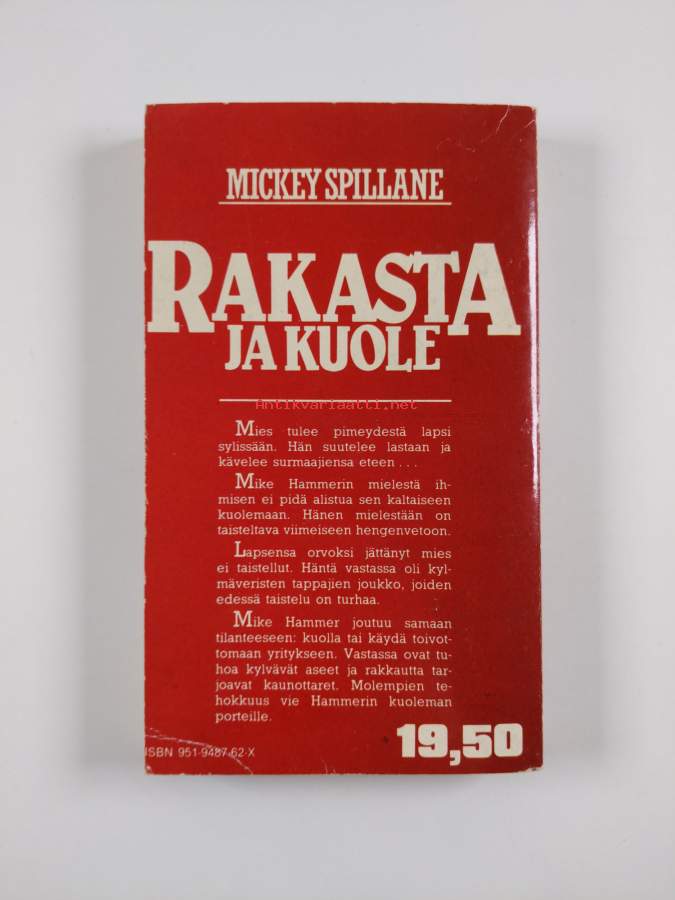 MICKEY SPILLANE
RAKASTA
JA KUOLE
Antikvariaatti.net
Mies tulee pimeydestä lapsi
sylissään. Hän suutelee lastaan ja
kävelee surmaajiensa eteen . . .
Mike Hammerin mielestä ih-
misen ei pidä alistua sen kaltaiseen
kuolemaan. Hänen mielestään on
taisteltava viimeiseen hengenvetoon.
Lapsensa orvoksi jättänyt mies
ei taistellut. Häntä vastassa oli kyl-
mäveristen tappajien joukko, joiden
edessä taistelu on turhaa.
Mike Hammer joutuu samaan
tilanteeseen: kuolla tai käydä toivot-
tomaan yritykseen. Vastassa ovat tu-
hoa kylvävät aseet ja rakkautta tar-
joavat kaunottaret. Molempien te-
hokkuus vie Hammerin kuoleman
porteille.
ISBN 951-9487-62-X
19,50